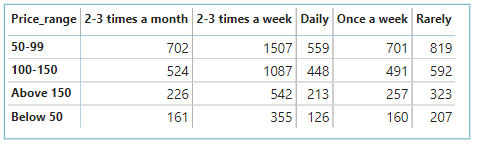 Price_range 2-3 times a month 2-3 times a week Daily Once a week Rarely
50-99 702 1507 559 701 819
100-150 524 1087 448 491 592
Above 150 226 542 213 257 323
Below 50 161 355 126 160 207